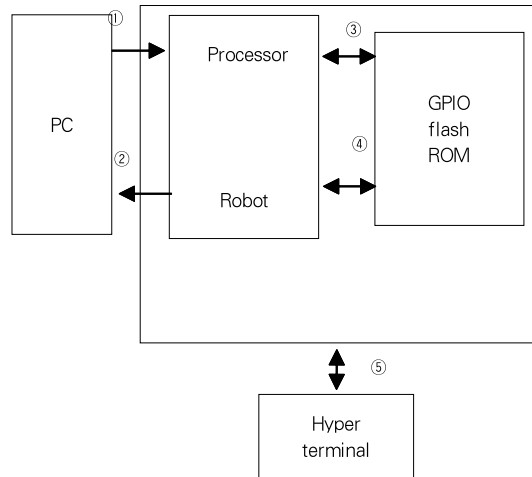 ①
Processor
③
PC
GPIO
flash
ROM
②
④
Robot
⑤
Hyper
terminal